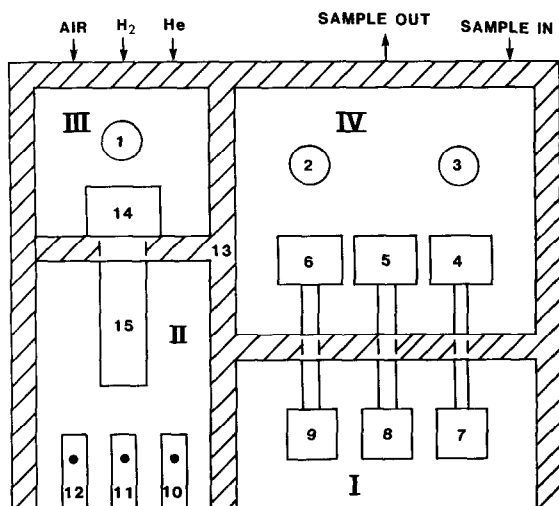 AIR H₂ He SAMPLE OUT SAMPLE IN
III IV
1 2 3
14
13 6 5 4
15 II
9 8 7
12 11 10 I